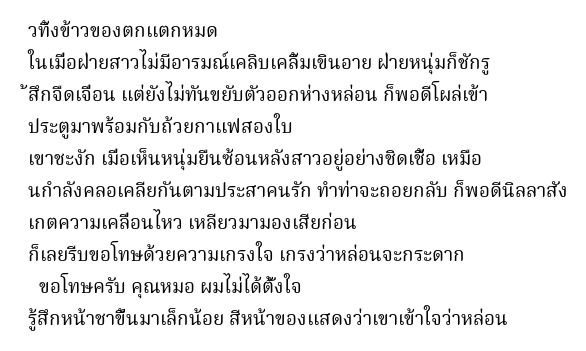 วทิ้งข้าวของตกแตกหมด
ในเมื่อฝ่ายสาวไม่มีอารมณ์เคลิบเคลิ้มเขินอาย ฝ่ายหนุ่มก็ชักรู
้สึกจืดเจื่อน แต่ยังไม่ทันขยับตัวออกห่างหล่อน ก็พอดีโผล่เข้า
ประตูมาพร้อมกับถ้วยกาแฟสองใบ
เขาชะงัก เมื่อเห็นหนุ่มยืนซ้อนหลังสาวอยู่อย่างชิดเชื้อ เหมือ
นกำลังคลอเคลียกันตามประสาคนรัก ทำท่าจะถอยกลับ ก็พอดีนิลลาสัง
เกตความเคลื่อนไหว เหลียวมามองเสียก่อน
ก็เลยรีบขอโทษด้วยความเกรงใจ เกรงว่าหล่อนจะกระดาก
ขอโทษครับ คุณหมอ ผมไม่ได้ตั้งใจ
รู้สึกหน้าชาขึ้นมาเล็กน้อย สีหน้าของแสดงว่าเขาเข้าใจว่าหล่อน